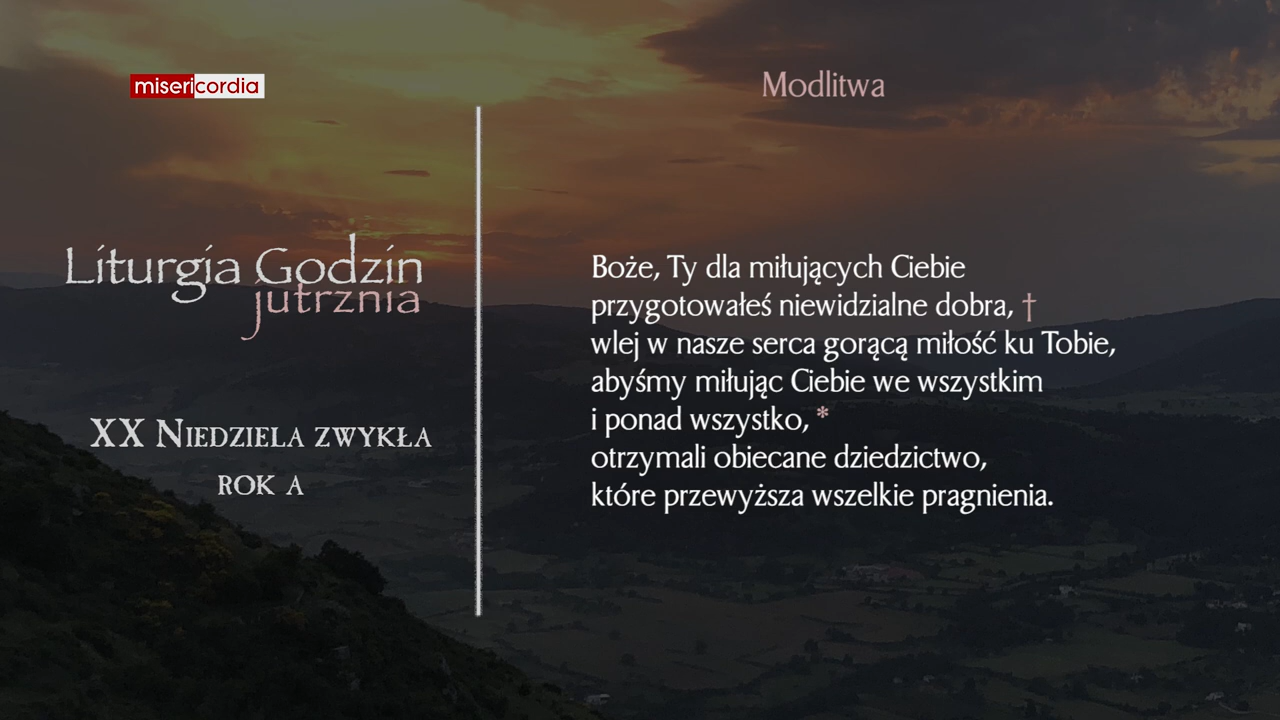 misericordia
Liturgia Godzin
jutrznia
XX Niedziela zwykła
rok a
Modlitwa
Boże, Ty dla miłujących Ciebie
przygotowałeś niewidzialne dobra, †
wlej w nasze serca gorącą miłość ku Tobie,
abyśmy miłując Ciebie we wszystkim
i ponad wszystko, *
otrzymali obiecane dziedzictwo,
które przewyższa wszelkie pragnienia.